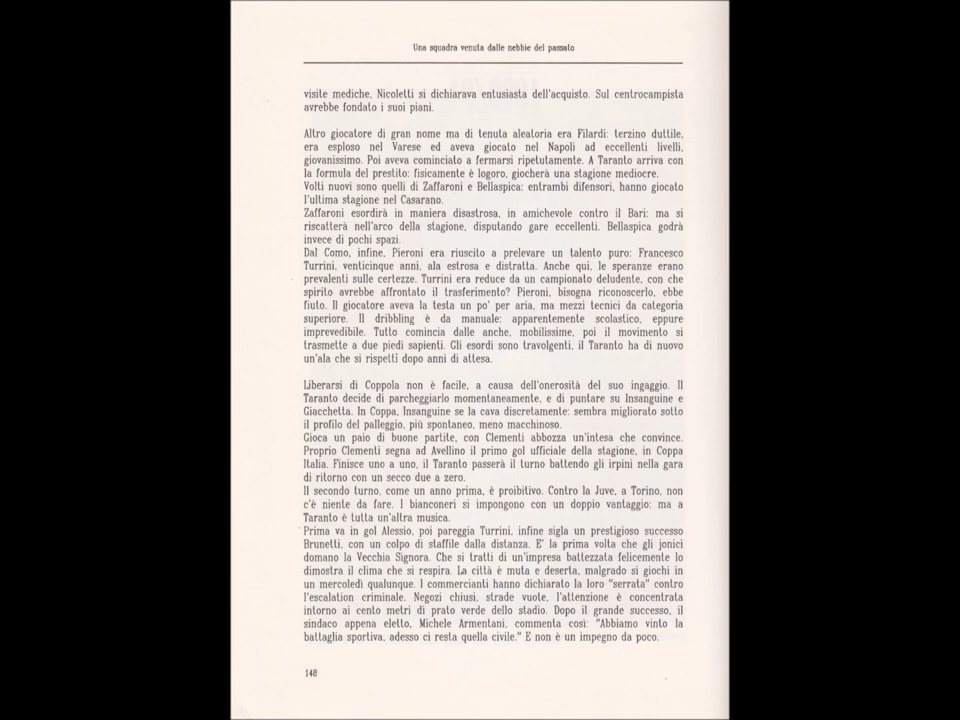 Una squadra venuta dalle nebbie del passato
visite mediche, Nicoletti si dichiarava entusiasta dell'acquisto. Sul centrocampista
avrebbe fondato i suoi piani.
Altro giocatore di gran nome ma di tenuta aleatoria era Filardi: terzino duttile,
era esploso nel Varese ed aveva giocato nel Napoli ad eccellenti livelli,
giovanissimo. Poi aveva cominciato a fermarsi ripetutamente. A Taranto arriva con
la formula del prestito: fisicamente è logoro, giocherà una stagione mediocre.
Volti nuovi sono quelli di Zaffaroni e Bellaspica: entrambi difensori, hanno giocato
l'ultima stagione nel Casarano.
Zaffaroni esordirà in maniera disastrosa, in amichevole contro il Bari: ma si
riscatterà nell'arco della stagione, disputando gare eccellenti. Bellaspica godrà
invece di pochi spazi.
Dal Como, infine, Pieroni era riuscito a prelevare un talento puro: Francesco
Turrini, venticinque anni, ala estrosa e distratta. Anche qui, le speranze erano
prevalenti sulle certezze. Turrini era reduce da un campionato deludente, con che
spirito avrebbe affrontato il trasferimento? Pieroni, bisogna riconoscerlo, ebbe
fiuto. Il giocatore aveva la testa un po' per aria, ma mezzi tecnici da categoria
superiore. Il dribbling è da manuale: apparentemente scolastico, eppure
imprevedibile. Tutto comincia dalle anche, mobilissime, poi il movimento si
trasmette a due piedi sapienti. Gli esordi sono travolgenti, il Taranto ha di nuovo
un'ala che si rispetti dopo anni di attesa.
Liberarsi di Coppola non è facile, a causa dell'onerosità del suo ingaggio. Il
Taranto decide di parcheggiarlo momentaneamente, e di puntare su Insanguine e
Giacchetta. In Coppa, Insanguine se la cava discretamente: sembra migliorato sotto
il profilo del palleggio, più spontaneo, meno macchinoso.
Gioca un paio di buone partite, con Clementi abbozza un'intesa che convince.
Proprio Clementi segna ad Avellino il primo gol ufficiale della stagione, in Coppa
Italia. Finisce uno a uno, il Taranto passerà il turno battendo gli irpini nella gara
di ritorno con un secco due a zero.
Il secondo turno, come un anno prima, è proibitivo. Contro la Juve, a Torino, non
c'è niente da fare. I bianconeri si impongono con un doppio vantaggio: ma a
Taranto è tutta un'altra musica.
Prima va in gol Alessio, poi pareggia Turrini, infine sigla un prestigioso successo
Brunetti, con un colpo di staffile dalla distanza. E' la prima volta che gli jonici
domano la Vecchia Signora. Che si tratti di un'impresa battezzata felicemente lo
dimostra il clima che si respira. La città è muta e deserta, malgrado si giochi in
un mercoledì qualunque. I commercianti hanno dichiarato la loro "serrata" contro
l'escalation criminale. Negozi chiusi, strade vuote, l'attenzione è concentrata
intorno ai cento metri di prato verde dello stadio. Dopo il grande successo, il
sindaco appena eletto, Michele Armentani, commenta così: "Abbiamo vinto la
battaglia sportiva, adesso ci resta quella civile." E non è un impegno da poco.
148